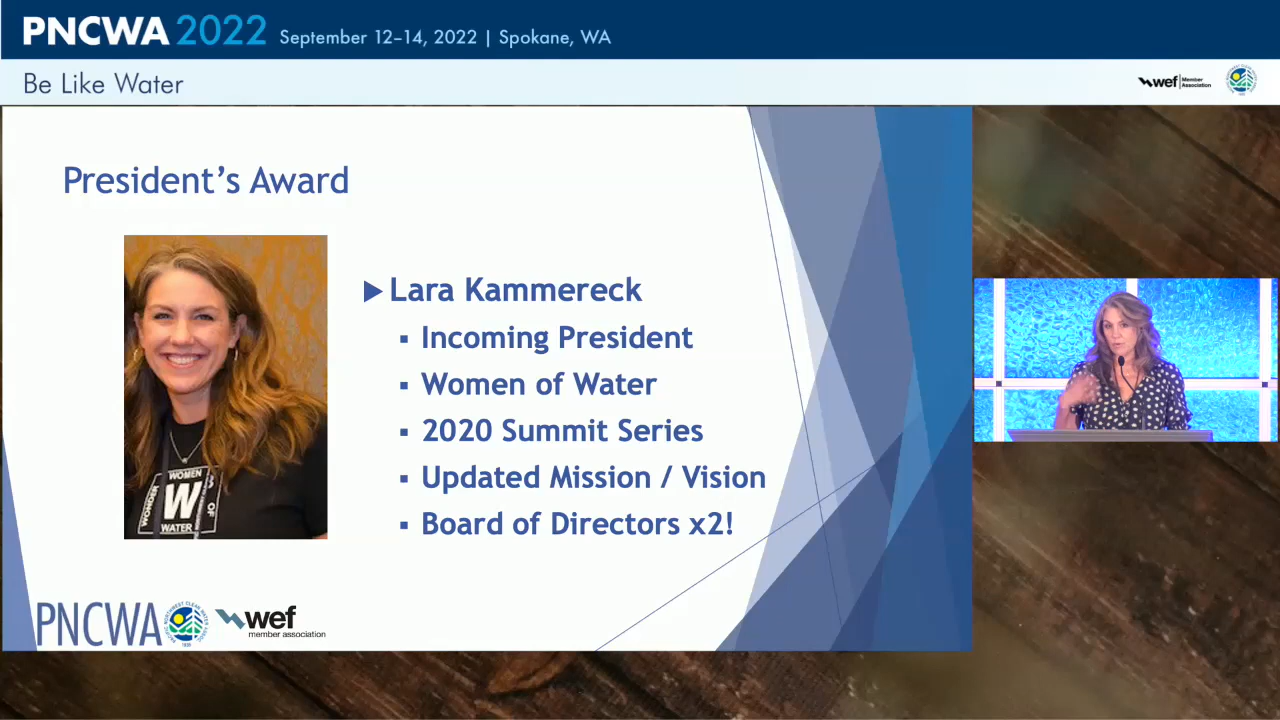 PNCWA 2022 September 12–14, 2022 | Spokane, WA
Be Like Water
wef Member Association
President's Award
Lara Kammereck
Incoming President
Women of Water
2020 Summit Series
Updated Mission / Vision
Board of Directors x2!
WOMEN
WONDER W OF
WATER
PNCWA
wef
member association